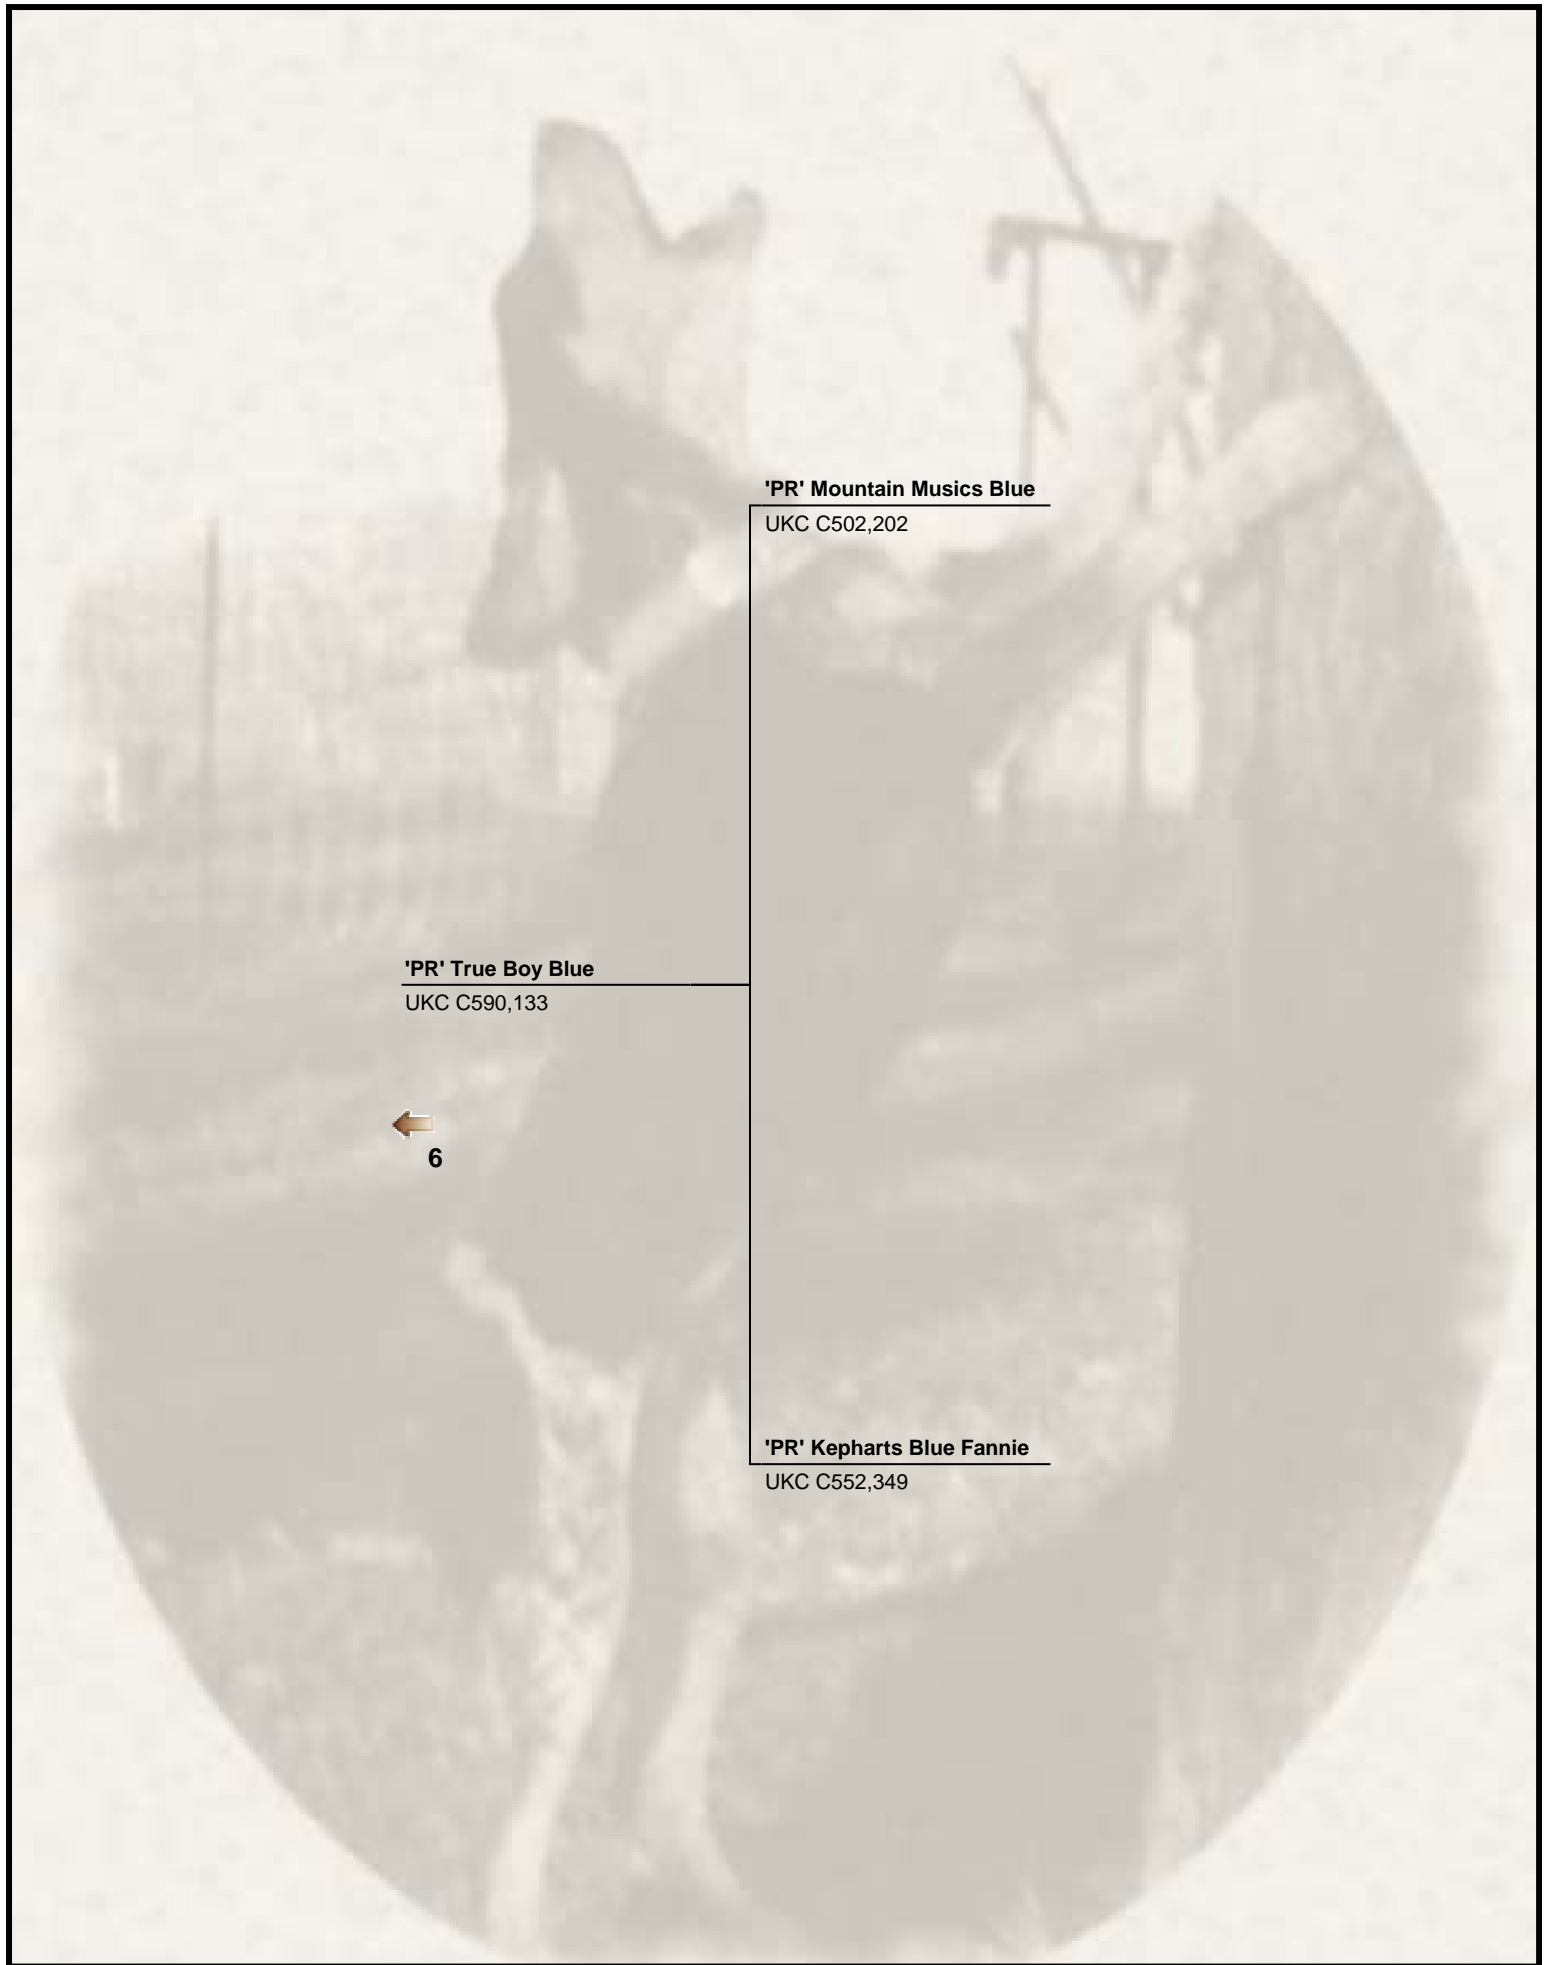 'PR' Mountain Musics Blue
UKC C502,202
'PR' True Boy Blue
UKC C590,133
6
'PR' Kepharts Blue Fannie
UKC C552,349